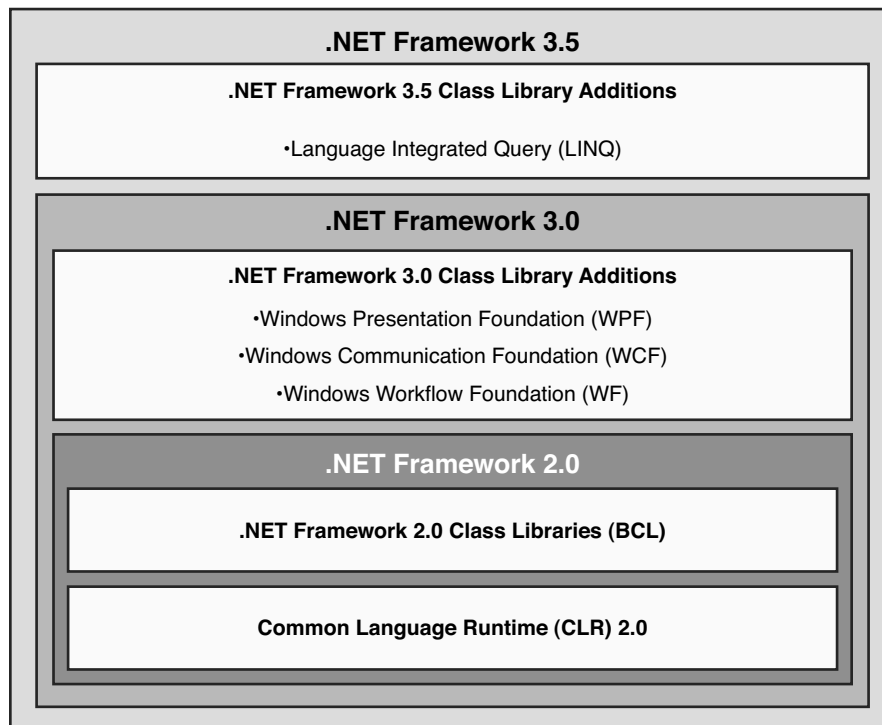 .NET Framework 3.5
.NET Framework 3.5 Class Library Additions
•Language Integrated Query (LINQ)
.NET Framework 3.0
.NET Framework 3.0 Class Library Additions
•Windows Presentation Foundation (WPF)
•Windows Communication Foundation (WCF)
•Windows Workflow Foundation (WF)
.NET Framework 2.0
.NET Framework 2.0 Class Libraries (BCL)
Common Language Runtime (CLR) 2.0